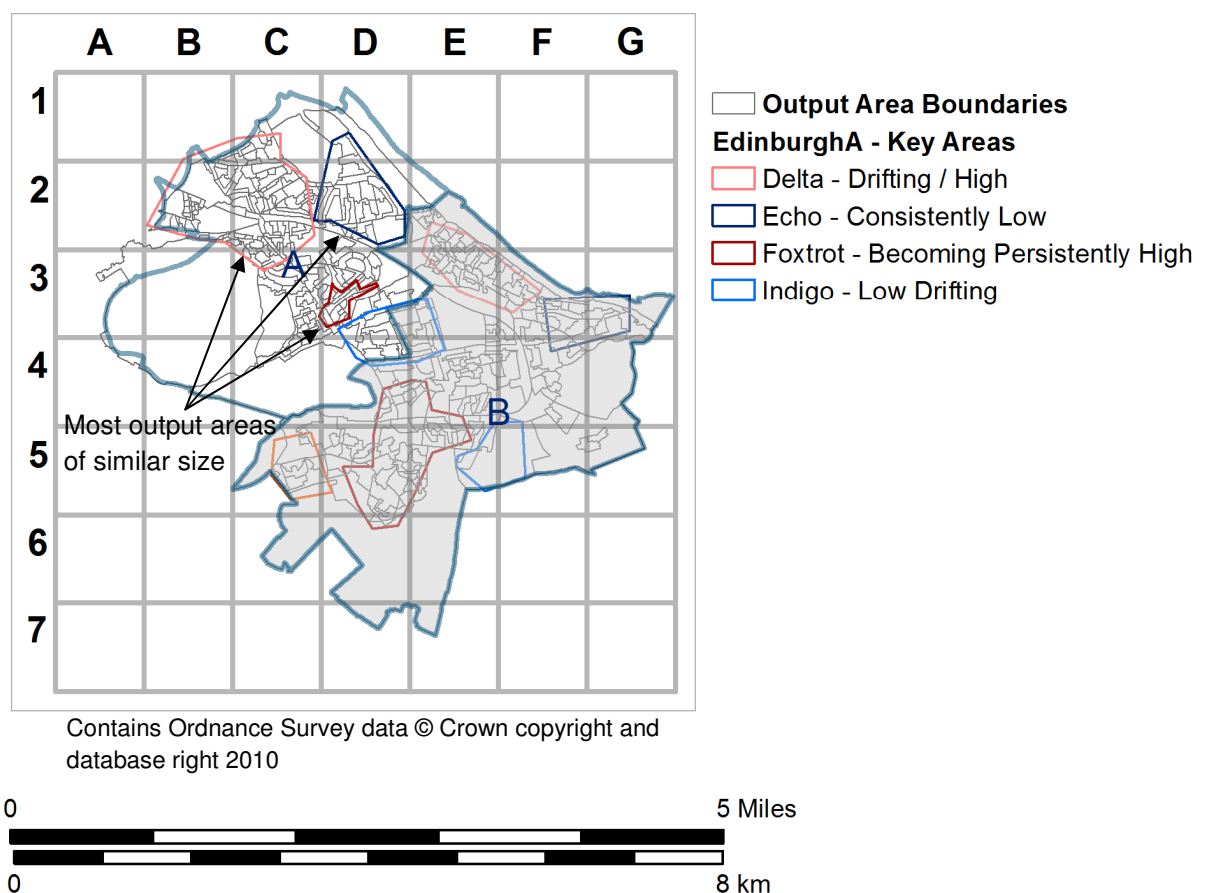 A B C D E F G
1
2
3
4
5
6
7
A
B
Most output areas
of similar size
Output Area Boundaries
EdinburghA - Key Areas
Delta - Drifting / High
Echo - Consistently Low
Foxtrot - Becoming Persistently High
Indigo - Low Drifting
Contains Ordnance Survey data © Crown copyright and
database right 2010
0 5 Miles
0 8 km